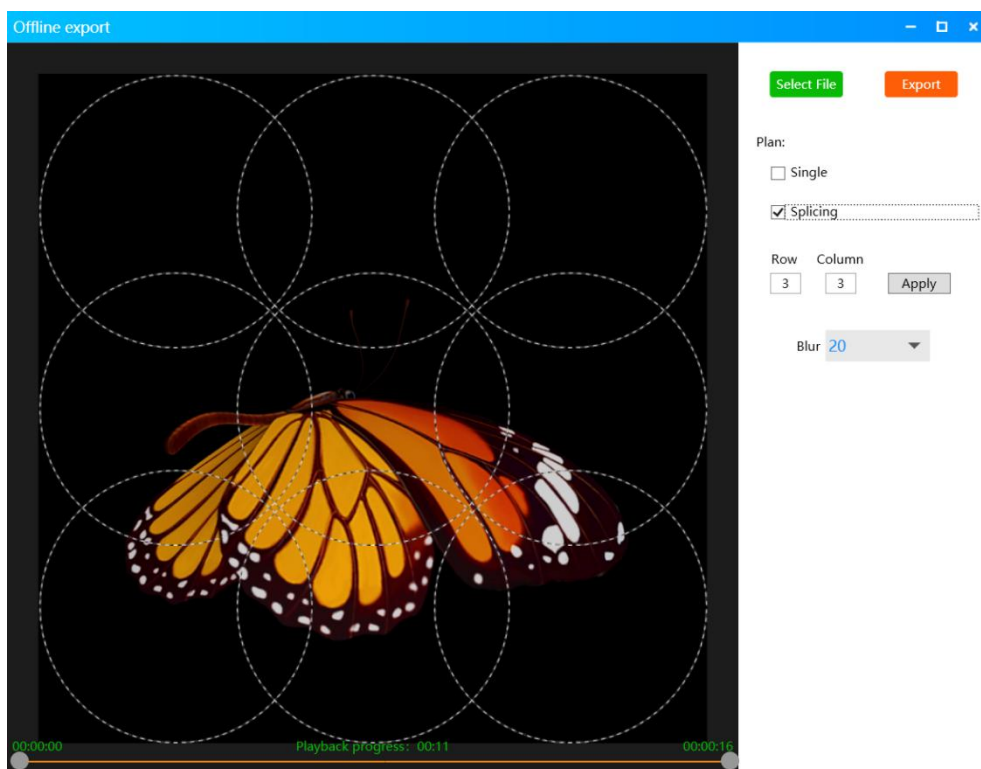 Offline export
Select File Export
Plan:
Single
Splicing
Row Column
3 3 Apply
Blur 20
00:00:00 Playback progress: 00:11 00:00:16